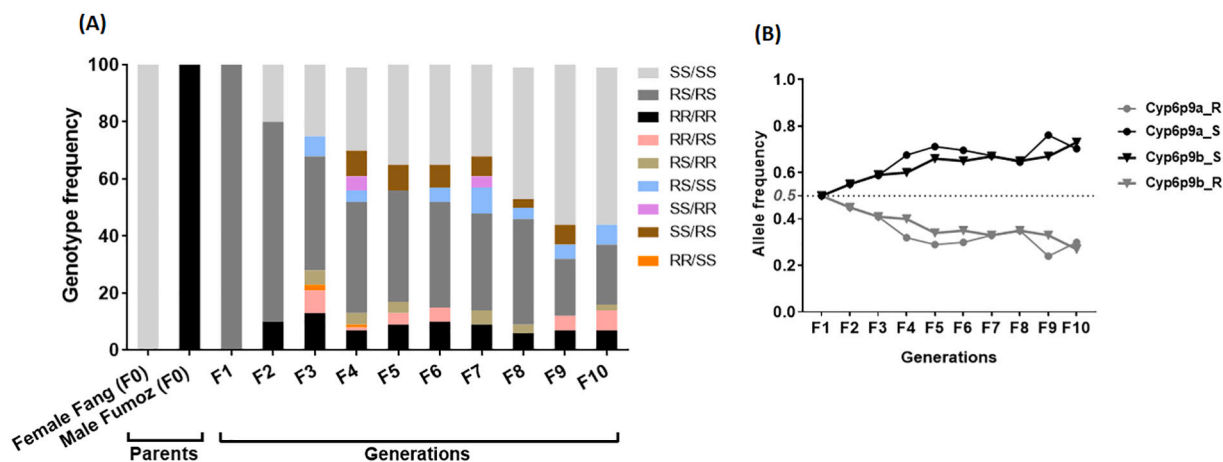 (A)
Genotype frequency
100
80
60
40
20
0
Female Fang (F0)
Male Fumoz (F0)
F1
F2
F3
F4
F5
F6
F7
F8
F9
F10
Parents
Generations
SS/SS
RS/RS
RR/RR
RR/RS
RS/RR
RS/SS
SS/RR
SS/RS
RR/SS
(B)
Allele frequency
1.0
0.8
0.6
0.5
0.4
0.2
0.0
F1 F2 F3 F4 F5 F6 F7 F8 F9 F10
Generations
Cyp6p9a_R
Cyp6p9a_S
Cyp6p9b_S
Cyp6p9b_R